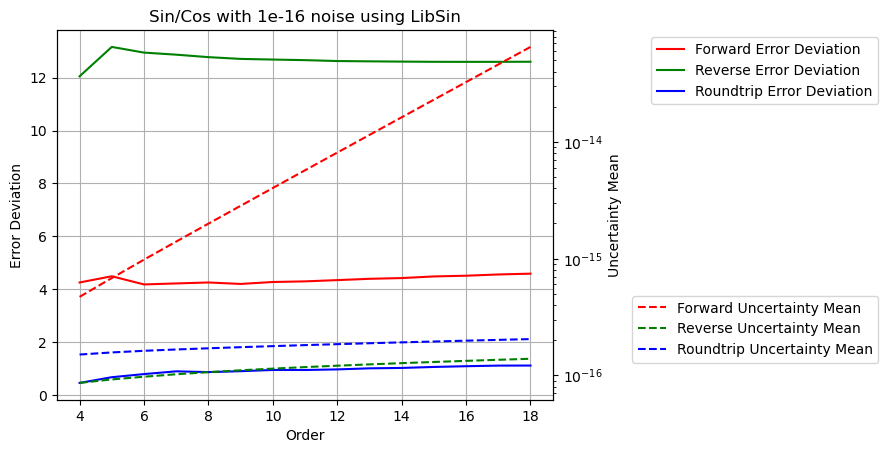 Sin/Cos with 1e-16 noise using LibSin
Forward Error Deviation
Reverse Error Deviation
Roundtrip Error Deviation
Error Deviation
12
10
8
6
4
2
0
4
6
8
10
12
14
16
18
Order
10⁻¹⁴
10⁻¹⁵
10⁻¹⁶
Uncertainty Mean
Forward Uncertainty Mean
Reverse Uncertainty Mean
Roundtrip Uncertainty Mean